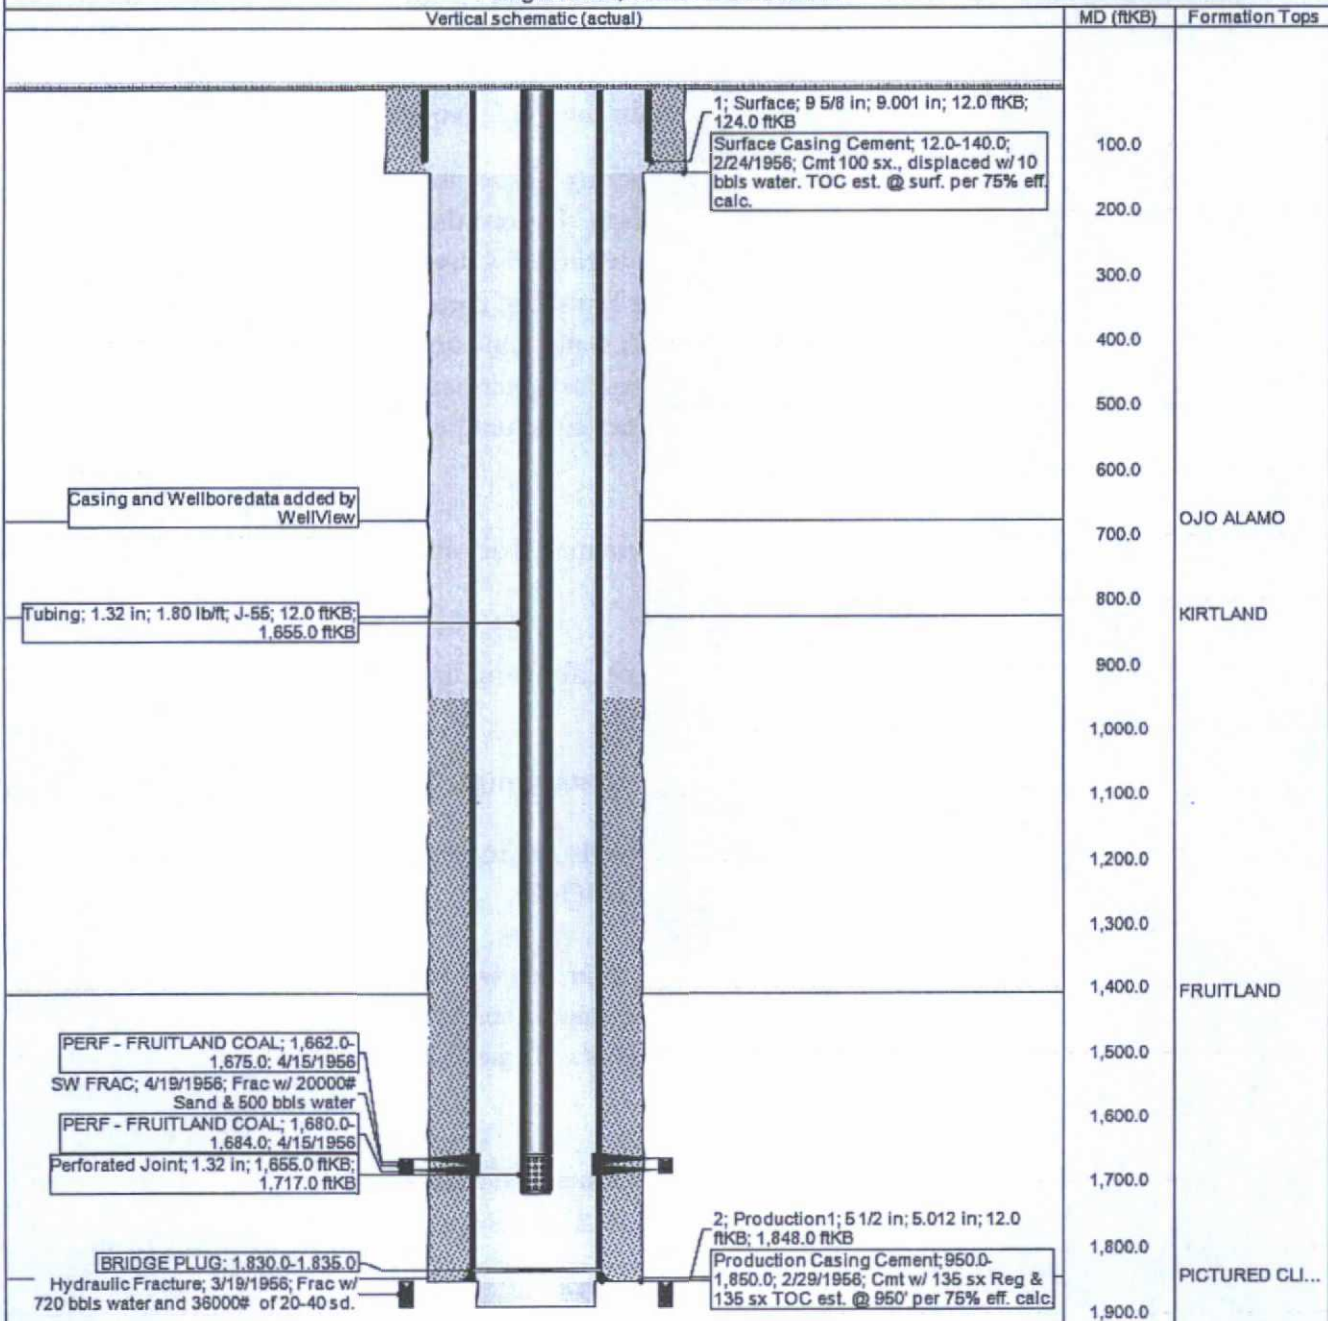 Vertical schematic (actual)
MD (ftKB)
Formation Tops
1; Surface; 9 5/8 in; 9.001 in; 12.0 ftKB;
124.0 ftKB
Surface Casing Cement; 12.0-140.0;
2/24/1956; Cmt 100 sx., displaced w/ 10
bbls water. TOC est. @ surf. per 75% eff.
calc.
100.0
200.0
300.0
400.0
500.0
600.0
Casing and Wellbore data added by
WellView
OJO ALAMO
700.0
800.0
Tubing; 1.32 in; 1.80 lb/ft; J-55; 12.0 ftKB;
1,655.0 ftKB
KIRTLAND
900.0
1,000.0
1,100.0
1,200.0
1,300.0
1,400.0
FRUITLAND
PERF - FRUITLAND COAL; 1,662.0-
1,675.0; 4/15/1956
1,500.0
SW FRAC; 4/19/1956; Frac w/ 20000#
Sand & 500 bbls water
1,600.0
PERF - FRUITLAND COAL; 1,680.0-
1,684.0; 4/15/1956
Perforated Joint; 1.32 in; 1,655.0 ftKB;
1,717.0 ftKB
1,700.0
2; Production1; 5 1/2 in; 5.012 in; 12.0
ftKB; 1,848.0 ftKB
1,800.0
BRIDGE PLUG; 1,830.0-1,835.0
Production Casing Cement; 950.0-
1,850.0; 2/29/1956; Cmt w/ 135 sx Reg &
135 sx TOC est. @ 950' per 75% eff. calc.
Hydraulic Fracture; 3/19/1956; Frac w/
720 bbls water and 36000# of 20-40 sd.
PICTURED CLI...
1,900.0